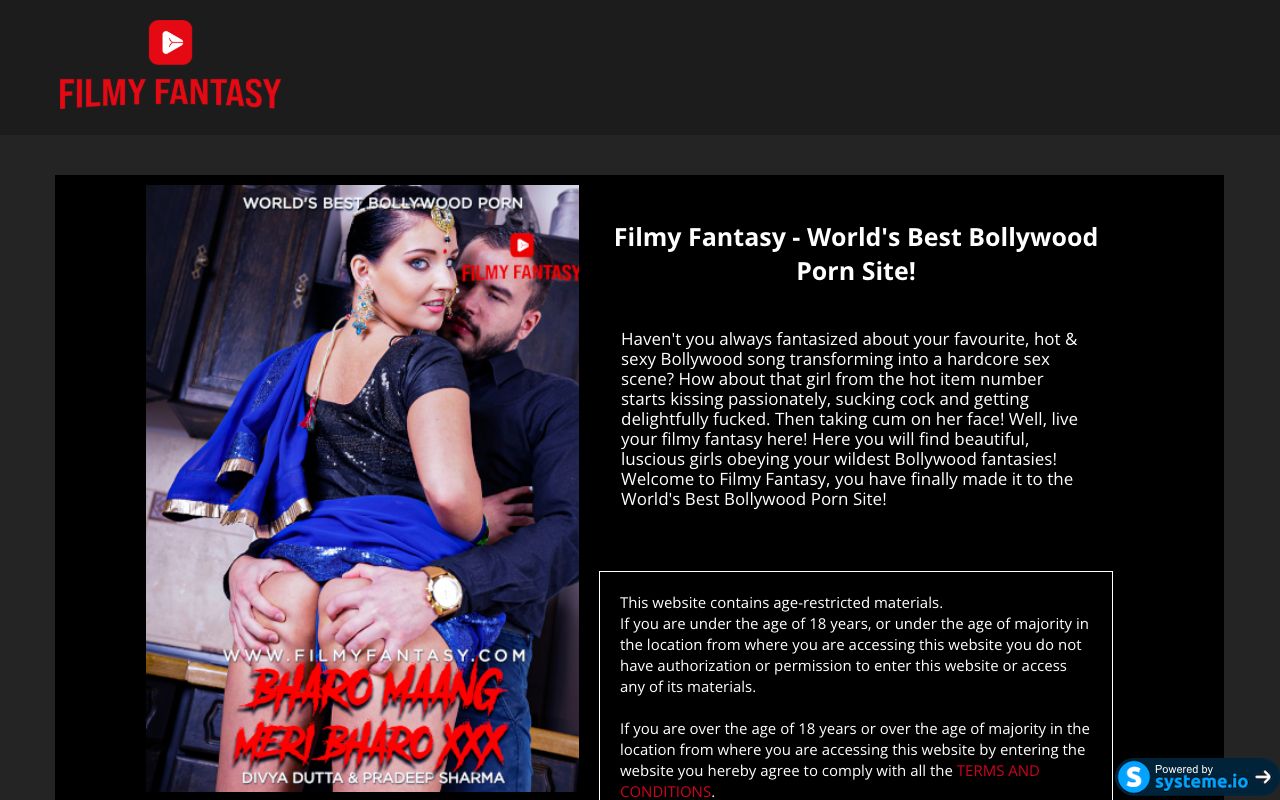 FILMY FANTASY
WORLD'S BEST BOLLYWOOD PORN
FILMY FANTASY
WWW.FILMYFANTASY.COM
BHARO MAANG
MERI BHARO XXX
DIVYA DUTTA & PRADEEP SHARMA
Filmy Fantasy - World's Best Bollywood
Porn Site!
Haven't you always fantasized about your favourite, hot &
sexy Bollywood song transforming into a hardcore sex
scene? How about that girl from the hot item number
starts kissing passionately, sucking cock and getting
delightfully fucked. Then taking cum on her face! Well, live
your filmy fantasy here! Here you will find beautiful,
luscious girls obeying your wildest Bollywood fantasies!
Welcome to Filmy Fantasy, you have finally made it to the
World's Best Bollywood Porn Site!
This website contains age-restricted materials.
If you are under the age of 18 years, or under the age of majority in
the location from where you are accessing this website you do not
have authorization or permission to enter this website or access
any of its materials.
If you are over the age of 18 years or over the age of majority in the
location from where you are accessing this website by entering the
website you hereby agree to comply with all the TERMS AND
CONDITIONS.
Powered by
systeme.io